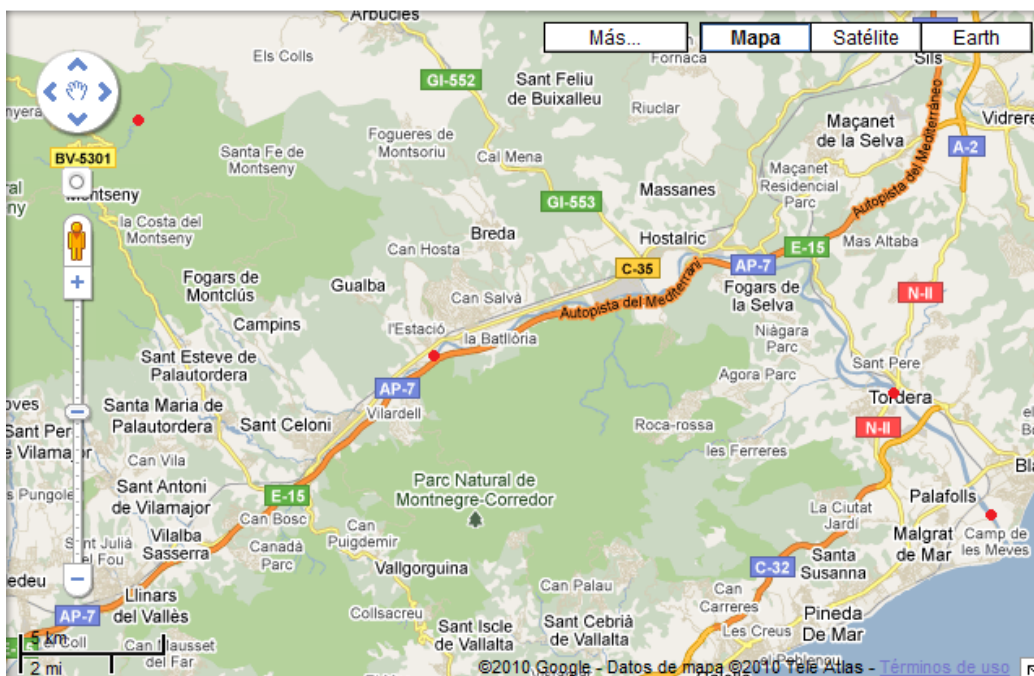 Arbúcies
Els Colls
Más...
Mapa
Satélite
Earth
Fornaca
Sils
GI-552
Sant Feliu
de Buixalleu
Riuclar
Maçanet
de la Selva
Vidrere
A-2
BV-5301
Montseny
Santa Fe de
Montseny
Fogueres de
Montsoriu
Cal Mena
Massanes
Maçanet
Residencial
Parc
Autopista del Mediterráneo
la Costa del
Montseny
GI-553
Hostalric
Breda
Can Hosta
E-15
Mas Altaba
C-35
AP-7
Fogars de
Montclús
Gualba
Can Salvà
Autopista del Mediterrani
Fogars de
la Selva
N-II
Campins
l'Estació
la Batllòria
Niàgara
Parc
Sant Esteve de
Palautordera
AP-7
Agora Parc
Sant Pere
Tordera
Santa Maria de
Palautordera
Vilardell
Sant Celoni
Roca-rossa
N-II
Sant Per
e Vilamajor
Can Vila
les Ferreres
Parc Natural de
Montnegre-Corredor
Sant Antoni
de Vilamajor
E-15
Can Bosc
Palafolls
La Ciutat
Jardí
Camp de
les Meves
Malgrat
de Mar
Vilalba
Sasserra
Can
Puigdemir
Canadà
Parc
Vallgorguina
Santa
Susanna
C-32
Can Palau
Can
Carreres
Llinars
del Vallès
AP-7
Collsacreu
Sant Iscle
de Vallalta
Sant Cebrià
de Vallalta
Pineda
De Mar
Les Creus
5 km
2 mi
del Far
©2010 Google - Datos de mapa ©2010 Tele Atlas - Términos de uso